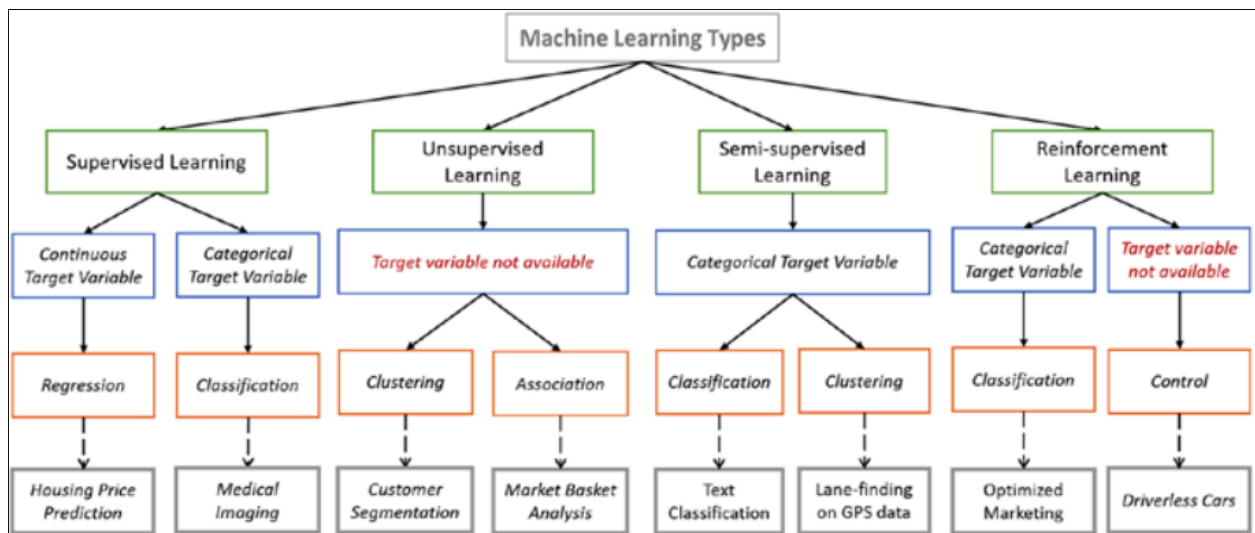 Machine Learning Types
Supervised Learning
Unsupervised
Learning
Semi-supervised
Learning
Reinforcement
Learning
Continuous
Target Variable
Categorical
Target Variable
Target variable not available
Categorical Target Variable
Categorical
Target Variable
Target variable
not available
Regression
Classification
Clustering
Association
Classification
Clustering
Classification
Control
Housing Price
Prediction
Medical
Imaging
Customer
Segmentation
Market Basket
Analysis
Text
Classification
Lane-finding
on GPS data
Optimized
Marketing
Driverless Cars